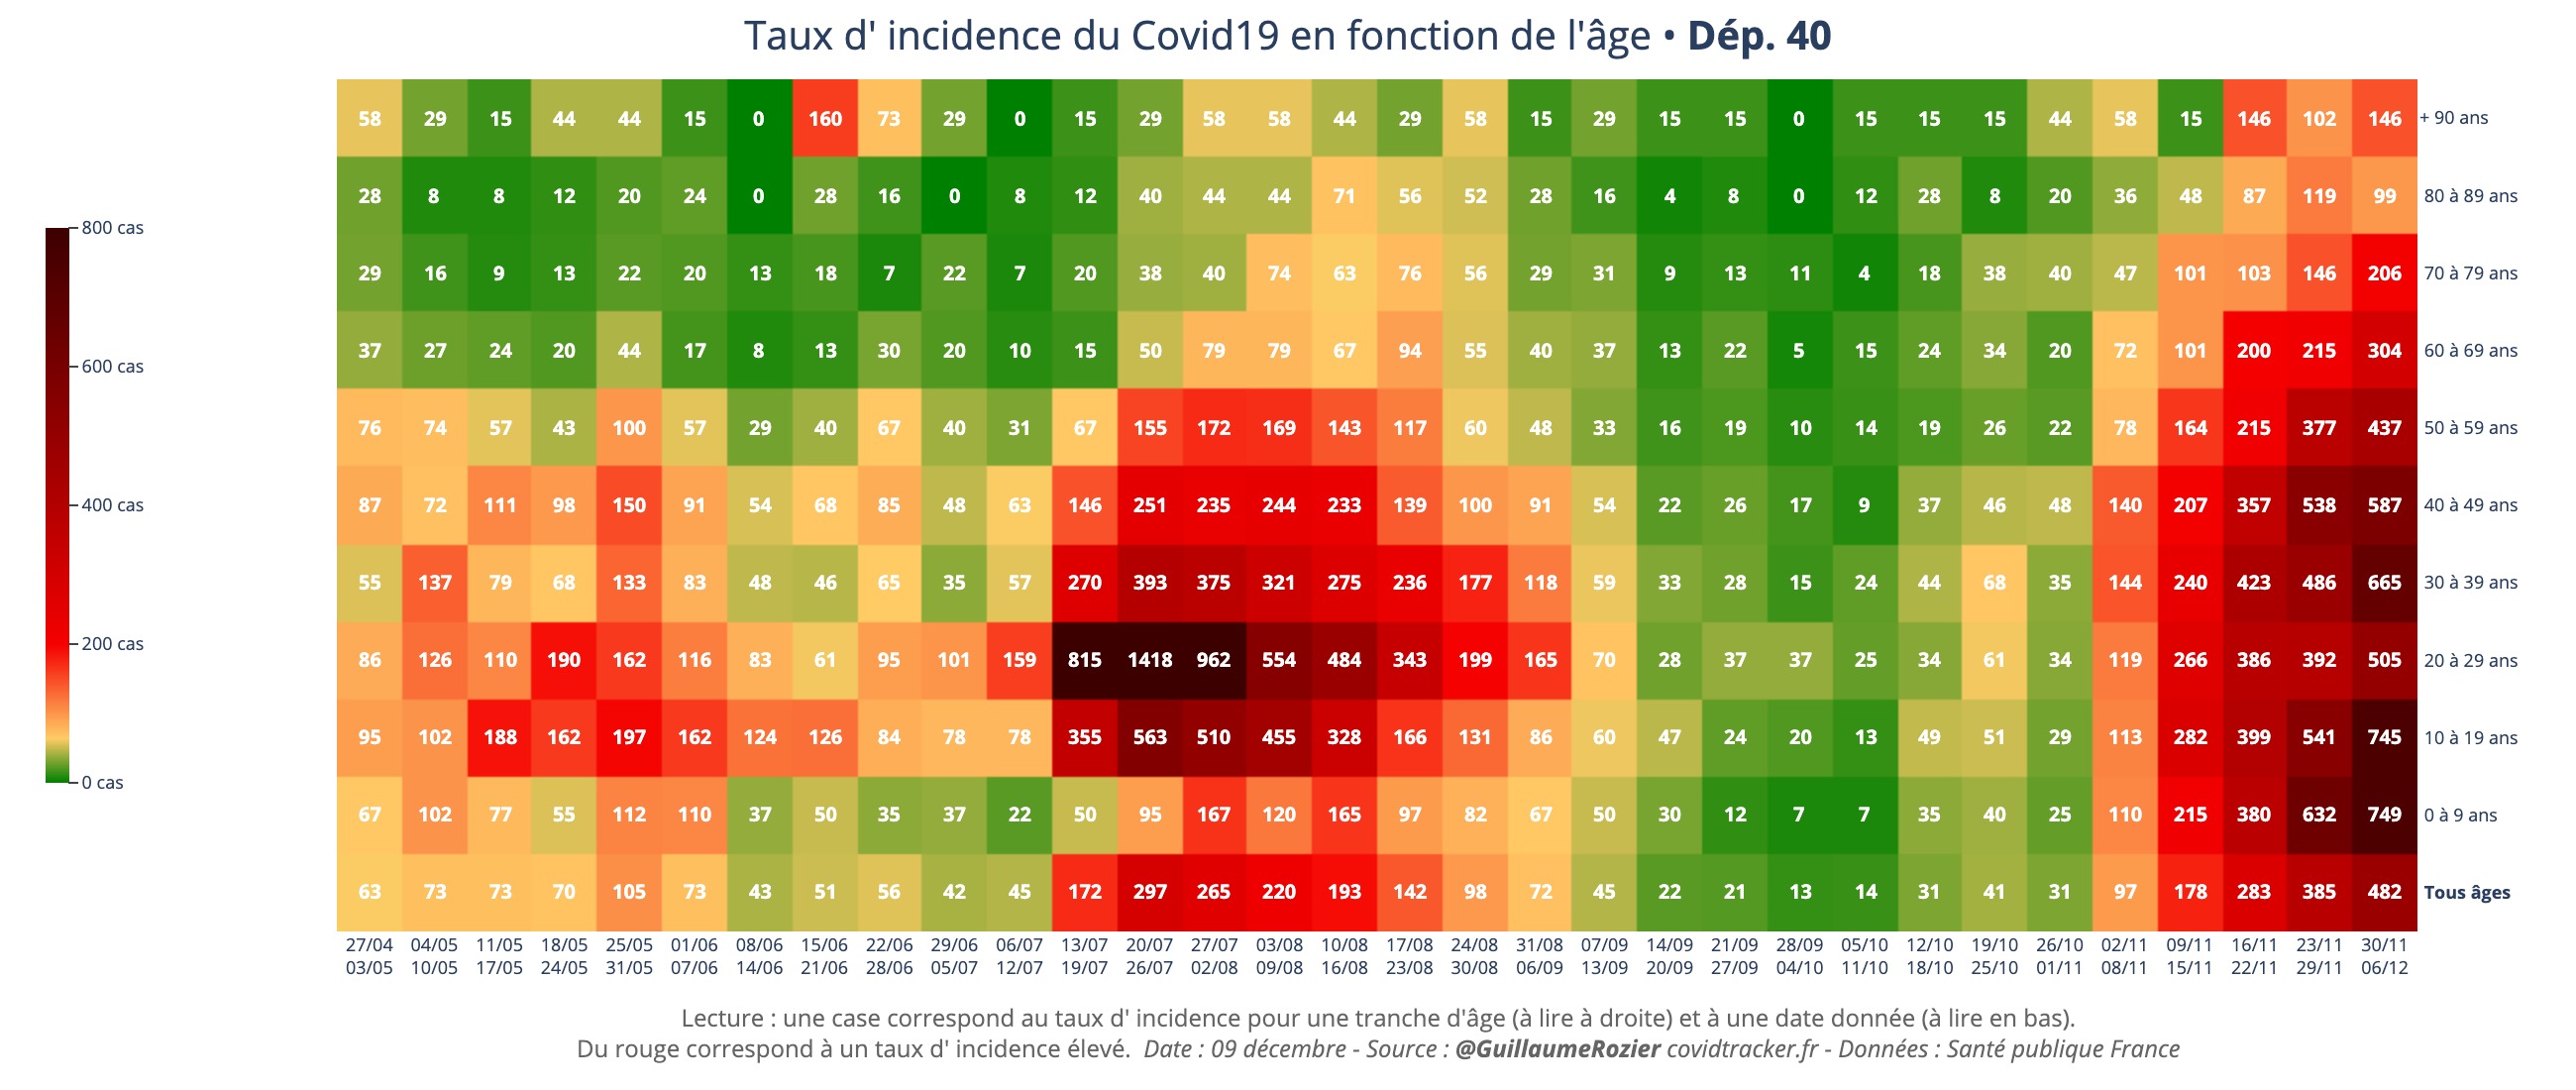 Taux d' incidence du Covid19 en fonction de l'âge • Dép. 40
800 cas
600 cas
400 cas
200 cas
0 cas
58 29 15 44 44 15 0 160 73 29 0 15 29 58 58 44 29 58 15 29 15 15 0 15 15 15 44 58 15 146 102 146 + 90 ans
28 8 8 12 20 24 0 28 16 0 8 12 40 44 44 71 56 52 28 16 4 8 0 12 28 8 20 36 48 87 119 99 80 à 89 ans
29 16 9 13 22 20 13 18 7 22 7 20 38 40 74 63 76 56 29 31 9 13 11 4 18 38 40 47 101 103 146 206 70 à 79 ans
37 27 24 20 44 17 8 13 30 20 10 15 50 79 79 67 94 55 40 37 13 22 5 15 24 34 20 72 101 200 215 304 60 à 69 ans
76 74 57 43 100 57 29 40 67 40 31 67 155 172 169 143 117 60 48 33 16 19 10 14 19 26 22 78 164 215 377 437 50 à 59 ans
87 72 111 98 150 91 54 68 85 48 63 146 251 235 244 233 139 100 91 54 22 26 17 9 37 46 48 140 207 357 538 587 40 à 49 ans
55 137 79 68 133 83 48 46 65 35 57 270 393 375 321 275 236 177 118 59 33 28 15 24 44 68 35 144 240 423 486 665 30 à 39 ans
86 126 110 190 162 116 83 61 95 101 159 815 1418 962 554 484 343 199 165 70 28 37 37 25 34 61 34 119 266 386 392 505 20 à 29 ans
95 102 188 162 197 162 124 126 84 78 78 355 563 510 455 328 166 131 86 60 47 24 20 13 49 51 29 113 282 399 541 745 10 à 19 ans
67 102 77 55 112 110 37 50 35 37 22 50 95 167 120 165 97 82 67 50 30 12 7 7 35 40 25 110 215 380 632 749 0 à 9 ans
63 73 73 70 105 73 43 51 56 42 45 172 297 265 220 193 142 98 72 45 22 21 13 14 31 41 31 97 178 283 385 482 Tous âges
27/04 04/05 11/05 18/05 25/05 01/06 08/06 15/06 22/06 29/06 06/07 13/07 20/07 27/07 03/08 10/08 17/08 24/08 31/08 07/09 14/09 21/09 28/09 05/10 12/10 19/10 26/10 02/11 09/11 16/11 23/11 30/11
03/05 10/05 17/05 24/05 31/05 07/06 14/06 21/06 28/06 05/07 12/07 19/07 26/07 02/08 09/08 16/08 23/08 30/08 06/09 13/09 20/09 27/09 04/10 11/10 18/10 25/10 01/11 08/11 15/11 22/11 29/11 06/12
Lecture : une case correspond au taux d' incidence pour une tranche d'âge (à lire à droite) et à une date donnée (à lire en bas).
Du rouge correspond à un taux d' incidence élevé. Date : 09 décembre - Source : @GuillaumeRozier covidtracker.fr - Données : Santé publique France